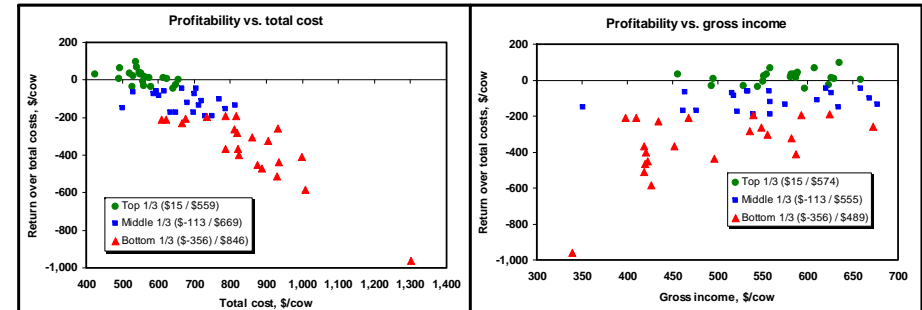 Profitability vs. total cost
200
0
-200
-400
-600
-800
-1,000
Return over total costs, $/cow
Top 1/3 ($15 / $559)
Middle 1/3 ($-113 / $669)
Bottom 1/3 ($-356) / $846)
400 500 600 700 800 900 1,000 1,100 1,200 1,300 1,400
Total cost, $/cow
Profitability vs. gross income
200
0
-200
-400
-600
-800
-1,000
Return over total costs, $/cow
Top 1/3 ($15 / $574)
Middle 1/3 ($-113 / $555)
Bottom 1/3 ($-356) / $489)
300 350 400 450 500 550 600 650 700
Gross income, $/cow